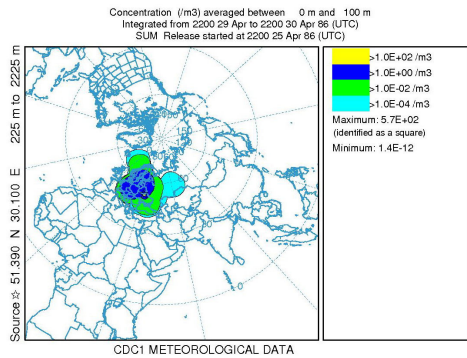 Concentration (/m3) averaged between 0 m and 100 m
Integrated from 2200 29 Apr to 2200 30 Apr 86 (UTC)
SUM Release started at 2200 25 Apr 86 (UTC)
Source ☆ 51.390 N 30.100 E 225 m to 2225 m
>1.0E+02 /m3
>1.0E+00 /m3
>1.0E-02 /m3
>1.0E-04 /m3
Maximum: 5.7E+02
(identified as a square)
Minimum: 1.4E-12
CDC1 METEOROLOGICAL DATA